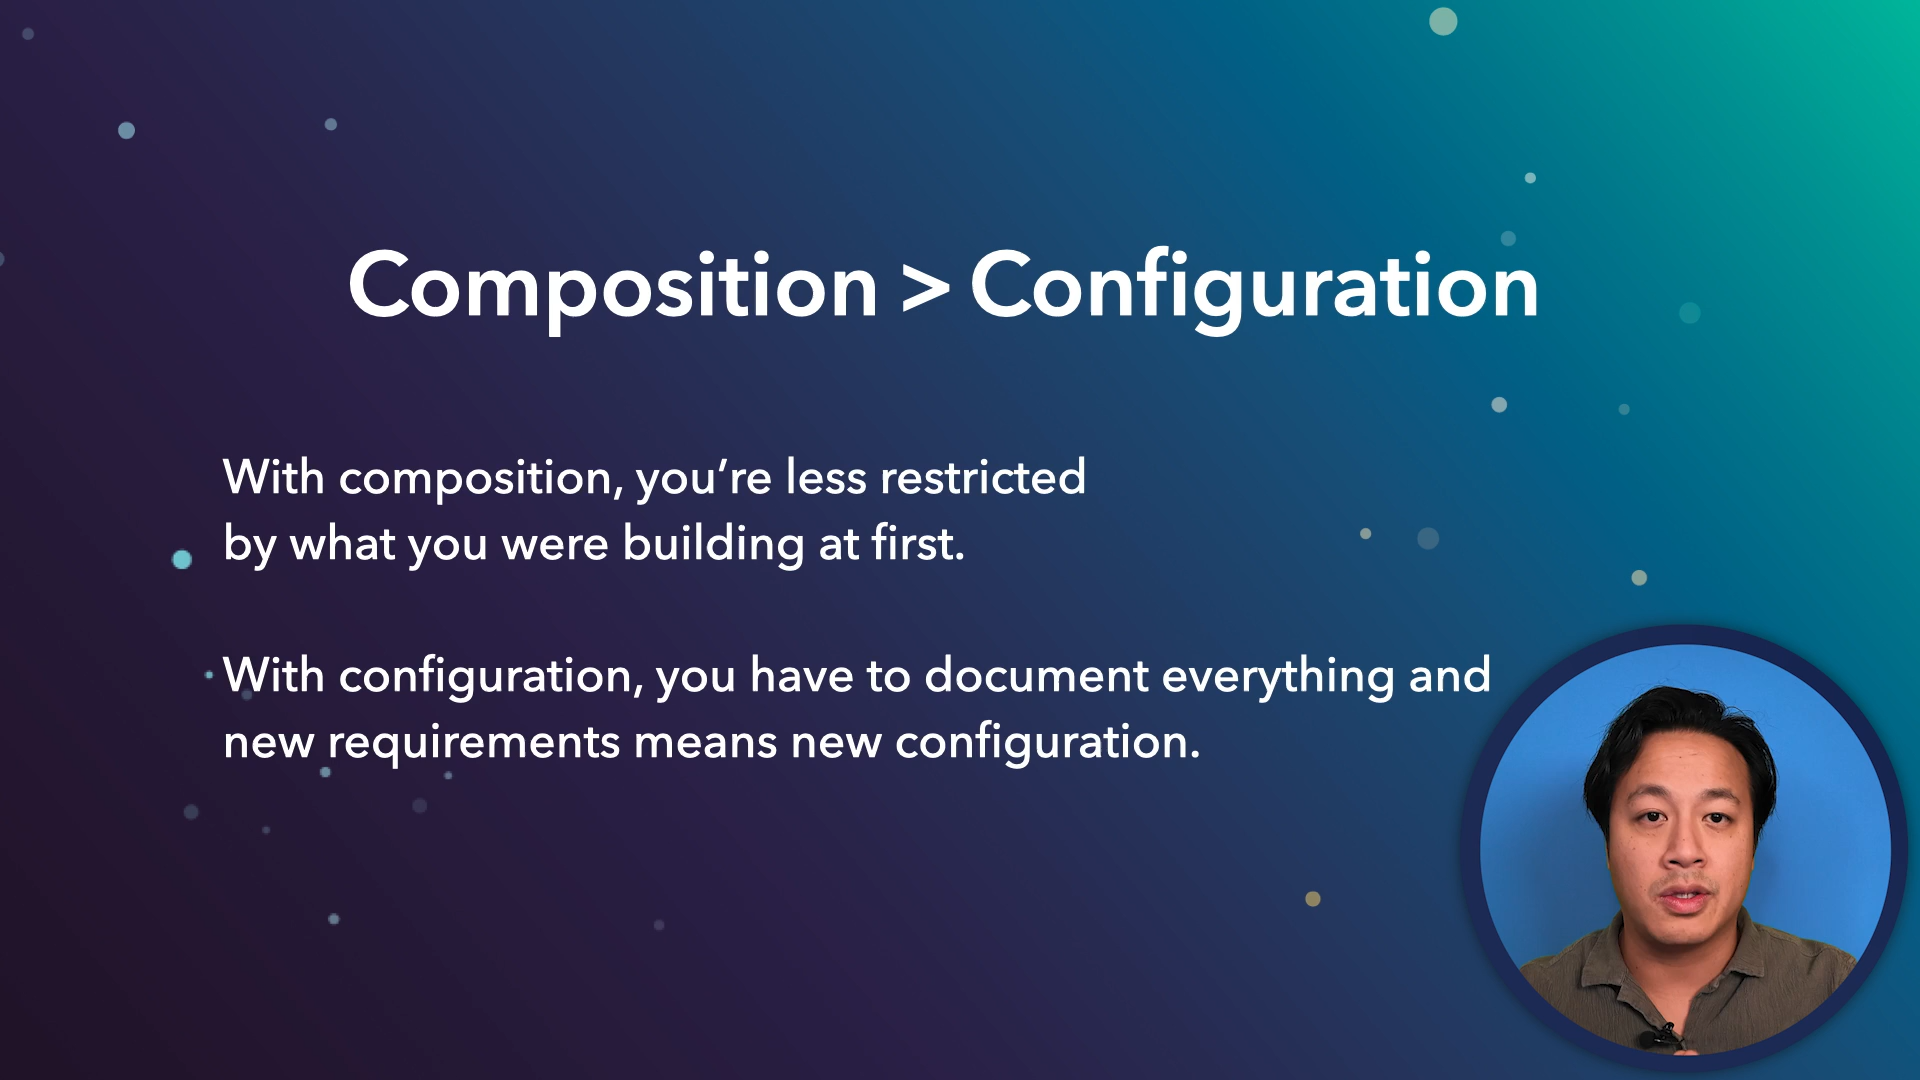 Composition > Configuration
With composition, you’re less restricted
by what you were building at first.
With configuration, you have to document everything and
new requirements means new configuration.